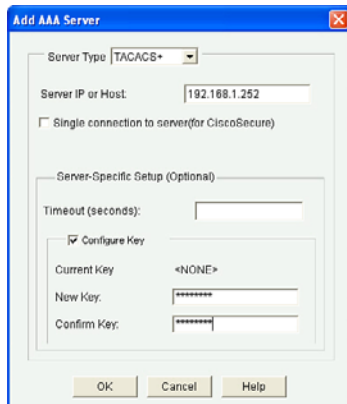 Add AAA Server
Server Type TACACS+
Server IP or Host: 192.168.1.252
Single connection to server(for CiscoSecure)
Server-Specific Setup (Optional)
Timeout (seconds):
Configure Key
Current Key <NONE>
New Key: ********
Confirm Key: ********
OK Cancel Help